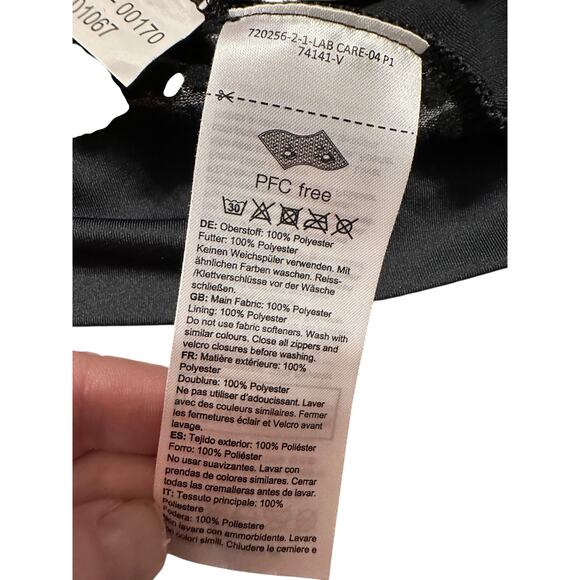 00170
01067
720256-2-1-LAB CARE-04 P1
74141-V
PFC free
30
DE: Oberstoff: 100% Polyester
Futter: 100% Polyester
Keinen Weichspüler verwenden. Mit
ähnlichen Farben waschen. Reiss-
/Klettverschlüsse vor der Wäsche
schließen.
GB: Main Fabric: 100% Polyester
Lining: 100% Polyester
Do not use fabric softeners. Wash with
similar colours. Close all zippers and
velcro closures before washing.
FR: Matière extérieure: 100%
Polyester
Doublure: 100% Polyester
Ne pas utiliser d'adoucissant. Laver
avec des couleurs similaires. Fermer
les fermetures éclair et Velcro avant
lavage.
ES: Tejido exterior: 100% Poliéster
Forro: 100% Poliéster
No usar suavizantes. Lavar con
prendas de colores similares. Cerrar
todas las cremalleras antes de lavar.
IT: Tessuto principale: 100%
Poliestere
Fodera: 100% Poliestere
Non lavare con ammorbidente. Lavare
con colori simili. Chiudere le cerniere e